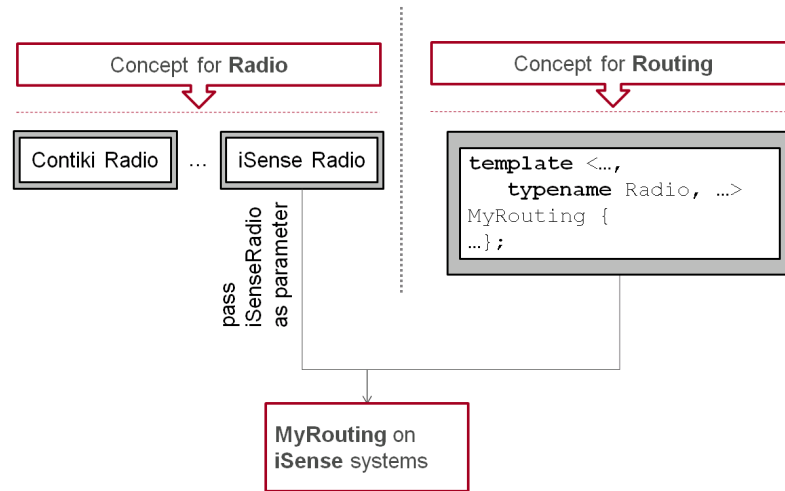 Concept for Radio
Concept for Routing
Contiki Radio
...
iSense Radio
template <…,
typename Radio, …>
MyRouting {
…};
pass
iSenseRadio
as parameter
MyRouting on
iSense systems